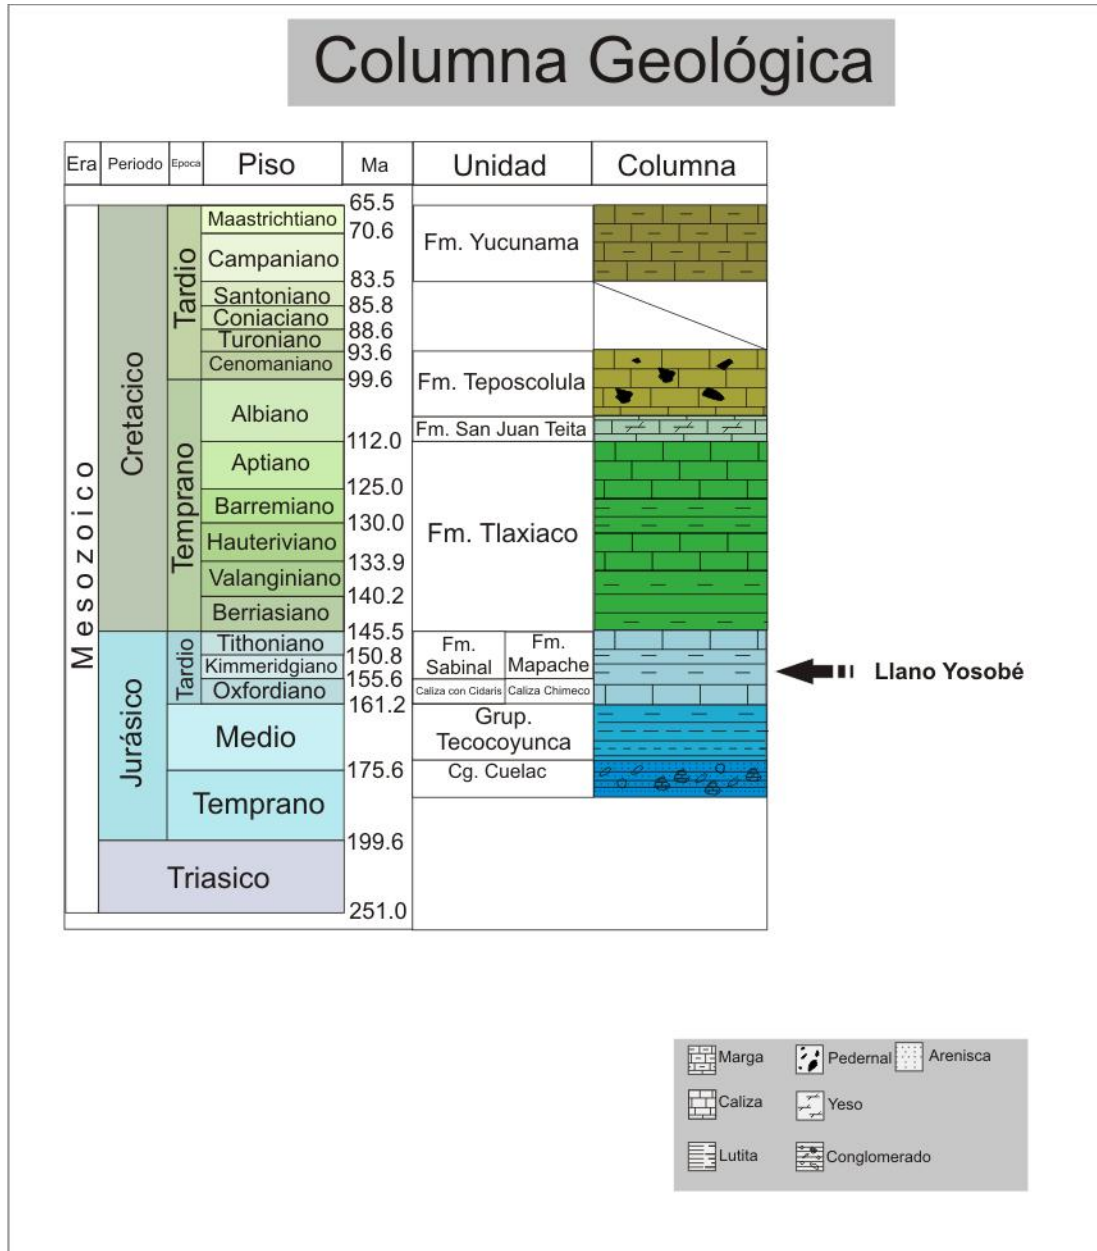 Columna Geológica
Era Periodo Epoca Piso Ma Unidad Columna
Mesozoico
Cretacico
Tardio
Maastrichtiano
Campaniano
Santoniano
Coniaciano
Turoniano
Cenomaniano
Temprano
Albiano
Aptiano
Barremiano
Hauteriviano
Valanginiano
Berriasiano
Jurásico
Tardio
Tithoniano
Kimmeridgiano
Oxfordiano
Medio
Temprano
Triasico
65.5
70.6
83.5
85.8
88.6
93.6
99.6
112.0
125.0
130.0
133.9
140.2
145.5
150.8
155.6
161.2
175.6
199.6
251.0
Fm. Yucunama
Fm. Teposcolula
Fm. San Juan Teita
Fm. Tlaxiaco
Fm.
Sabinal
Fm.
Mapache
Caliza con Cidaris
Caliza Chimeco
Grup.
Tecocoyunca
Cg. Cuelac
Llano Yosobé
Marga
Pedernal
Arenisca
Caliza
Yeso
Lutita
Conglomerado